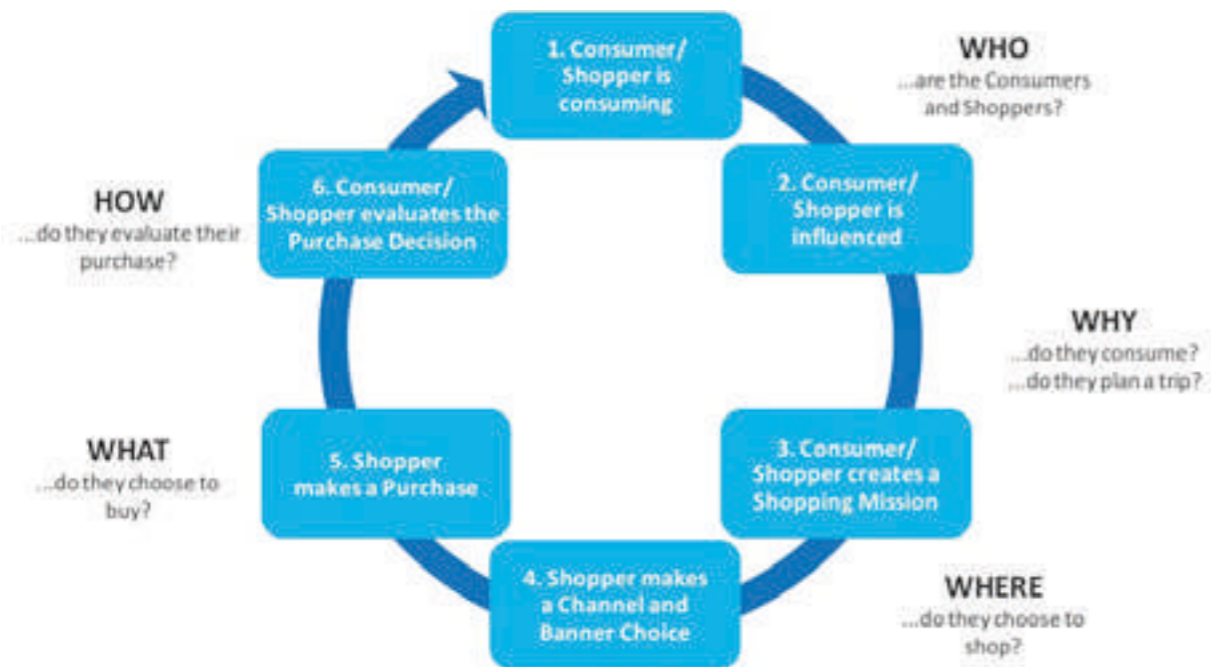 1. Consumer/
Shopper is
consuming
WHO
...are the Consumers
and Shoppers?
2. Consumer/
Shopper is
influenced
WHY
...do they consume?
...do they plan a trip?
3. Consumer/
Shopper creates a
Shopping Mission
WHERE
...do they choose to
shop?
4. Shopper makes
a Channel and
Banner Choice
5. Shopper
makes a Purchase
WHAT
...do they choose to
buy?
6. Consumer/
Shopper evaluates the
Purchase Decision
HOW
...do they evaluate their
purchase?